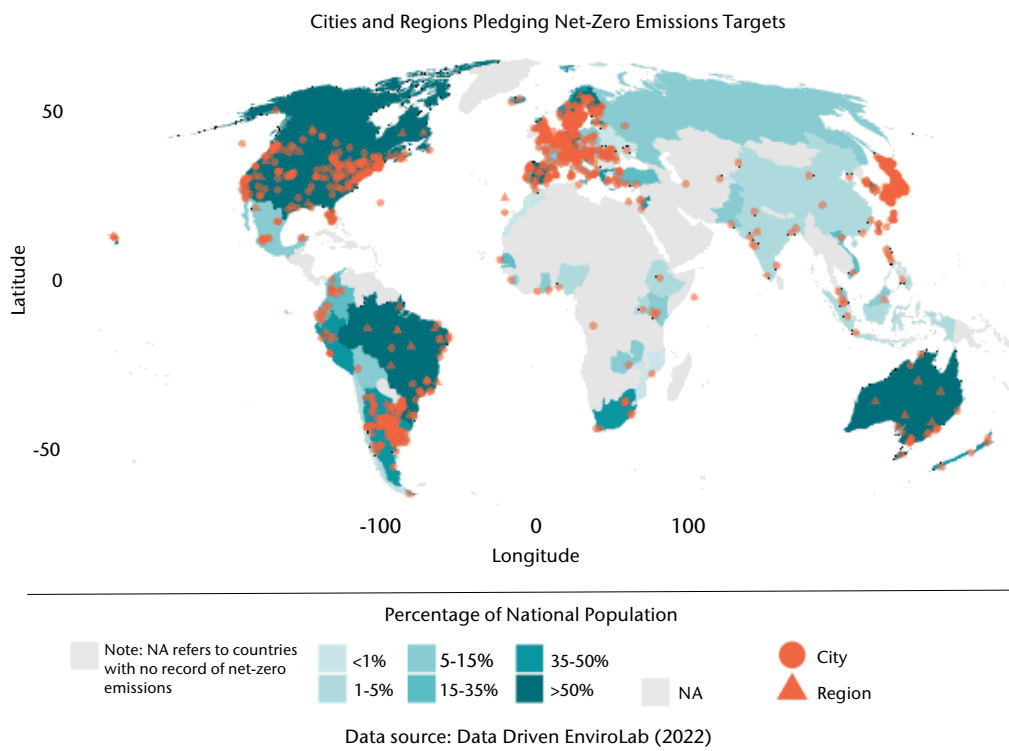 Cities and Regions Pledging Net-Zero Emissions Targets
50
0
-50
Latitude
-100 0 100
Longitude
Percentage of National Population
Note: NA refers to countries
with no record of net-zero
emissions
<1% 5-15% 35-50%
1-5% 15-35% >50%
NA
City
Region
Data source: Data Driven EnviroLab (2022)